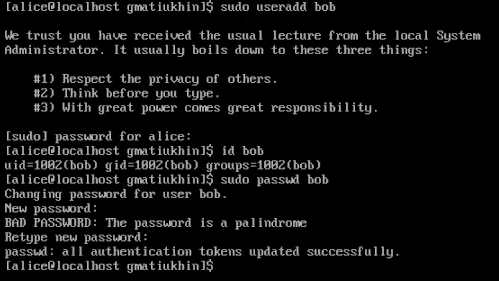 [alice@localhost gmatiukhin]$ sudo useradd bob
We trust you have received the usual lecture from the local System
Administrator. It usually boils down to these three things:
#1) Respect the privacy of others.
#2) Think before you type.
#3) With great power comes great responsibility.
[sudo] password for alice:
[alice@localhost gmatiukhin]$ id bob
uid=1002(bob) gid=1002(bob) groups=1002(bob)
[alice@localhost gmatiukhin]$ sudo passwd bob
Changing password for user bob.
New password:
BAD PASSWORD: The password is a palindrome
Retype new password:
passwd: all authentication tokens updated successfully.
[alice@localhost gmatiukhin]$